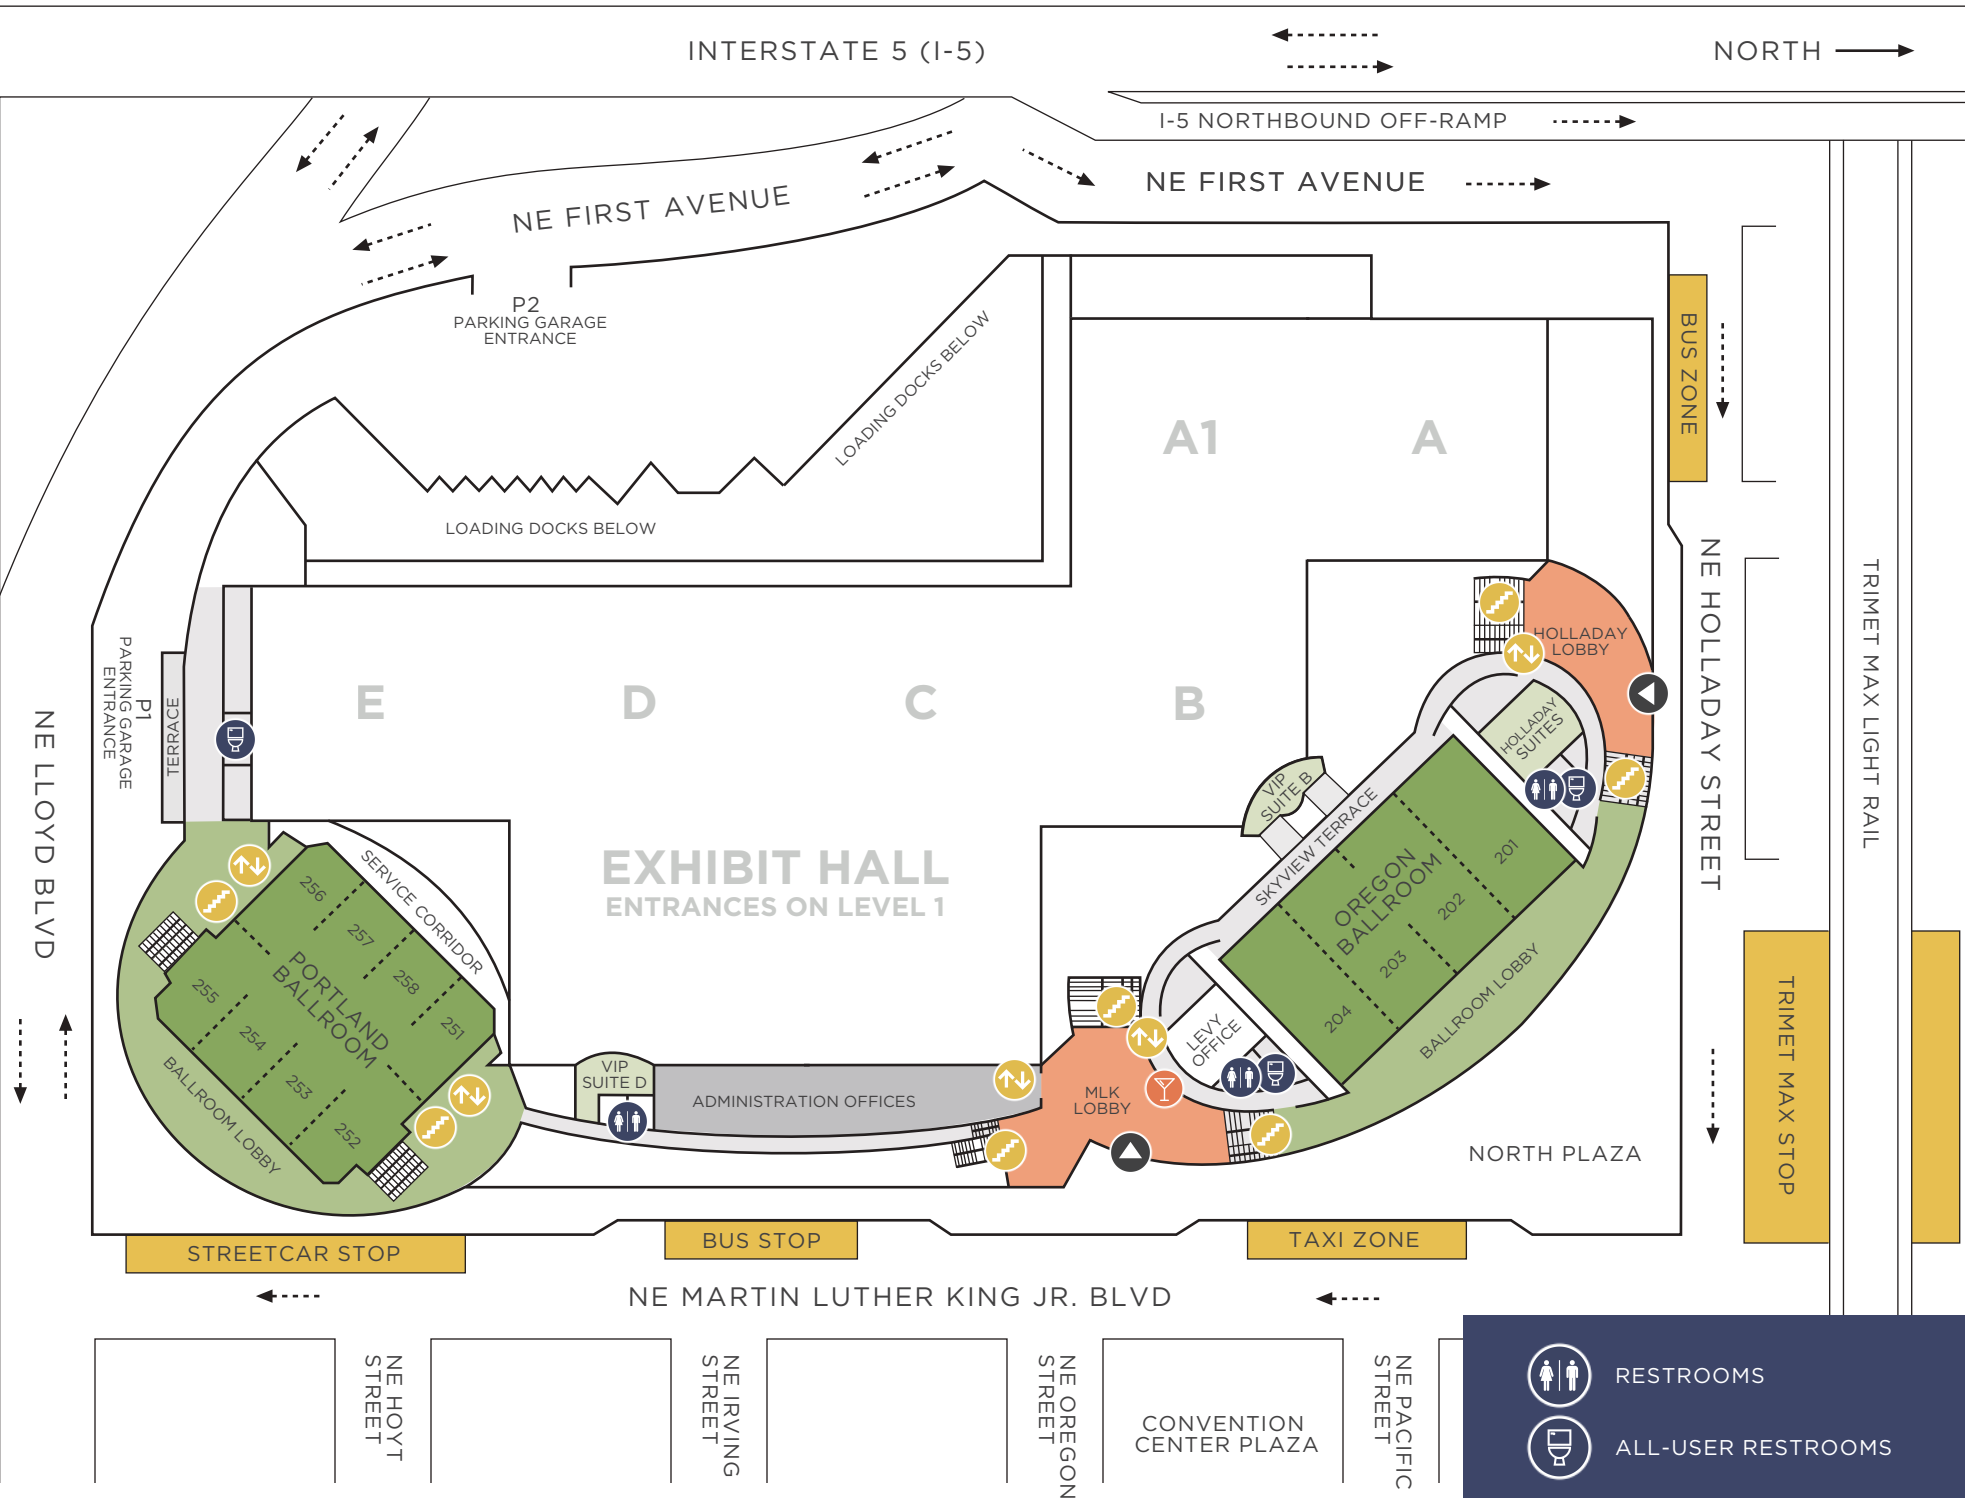 INTERSTATE 5 (I-5)
NORTH
I-5 NORTHBOUND OFF-RAMP
NE FIRST AVENUE
NE FIRST AVENUE
P2
PARKING GARAGE
ENTRANCE
LOADING DOCKS BELOW
LOADING DOCKS BELOW
BUS ZONE
A1
A
NE HOLLADAY STREET
TRIMET MAX LIGHT RAIL
TRIMET MAX STOP
HOLLADAY
LOBBY
HOLLADAY
SUITES
P1
PARKING GARAGE
ENTRANCE
TERRACE
NE LLOYD BLVD
E
D
C
B
VIP
SUITE B
SKYVIEW TERRACE
EXHIBIT HALL
ENTRANCES ON LEVEL 1
OREGON
BALLROOM
201
202
203
204
BALLROOM LOBBY
SERVICE CORRIDOR
PORTLAND
BALLROOM
256
257
258
251
255
254
253
252
BALLROOM LOBBY
LEVY
OFFICE
VIP
SUITE D
ADMINISTRATION OFFICES
MLK
LOBBY
NORTH PLAZA
STREETCAR STOP
BUS STOP
TAXI ZONE
NE MARTIN LUTHER KING JR. BLVD
NE HOYT
STREET
NE IRVING
STREET
NE OREGON
STREET
CONVENTION
CENTER PLAZA
NE PACIFIC
STREET
RESTROOMS
ALL-USER RESTROOMS